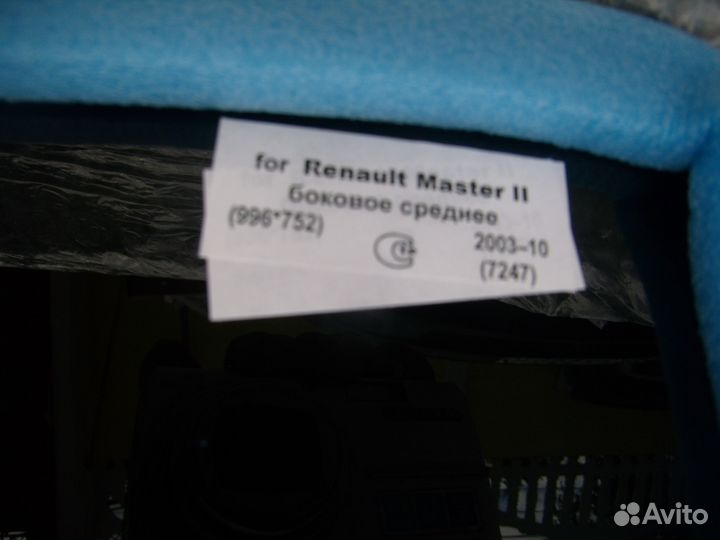 for Renault Master II
боковое среднее
(996*752)
2003–10
(7247)
Avito